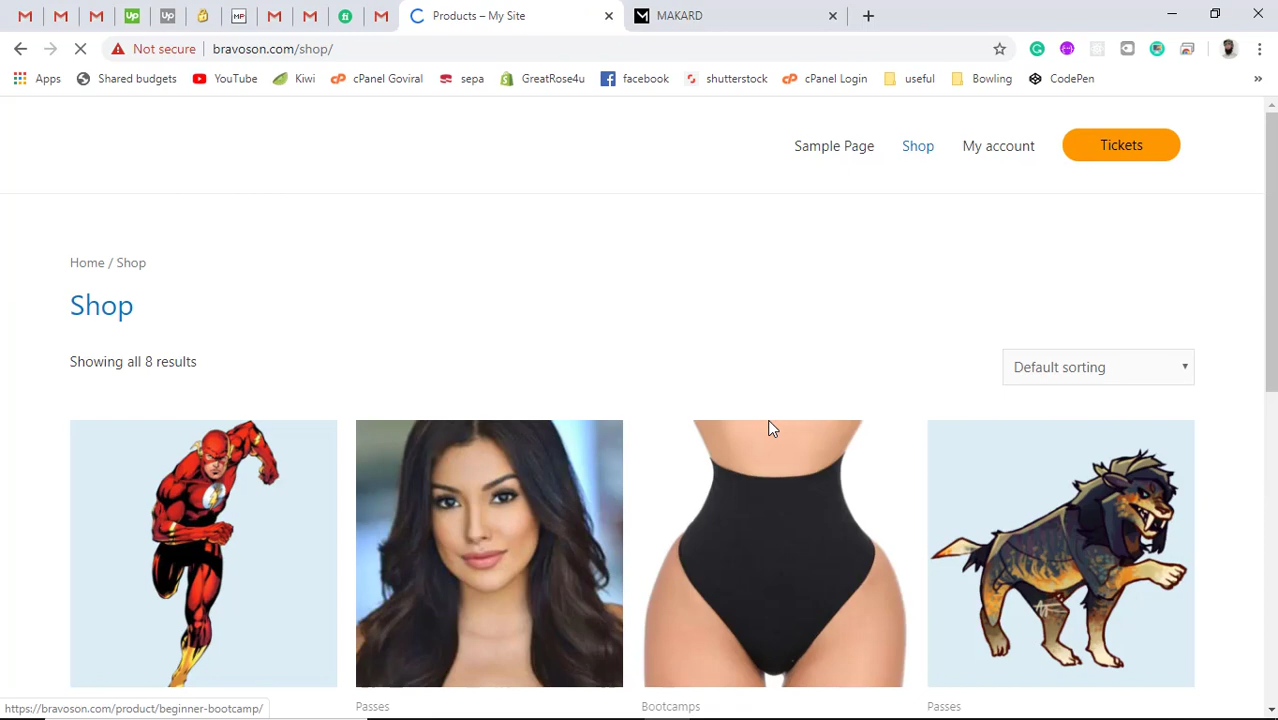 Products – My Site
MAKARD
Not secure
bravoson.com/shop/
Apps
Shared budgets
YouTube
Kiwi
cPanel Goviral
sepa
GreatRose4u
facebook
shutterstock
cPanel Login
useful
Bowling
CodePen
»
Sample Page
Shop
My account
Tickets
Home / Shop
Shop
Showing all 8 results
Default sorting
Passes
Bootcamps
Passes
https://bravoson.com/product/beginner-bootcamp/